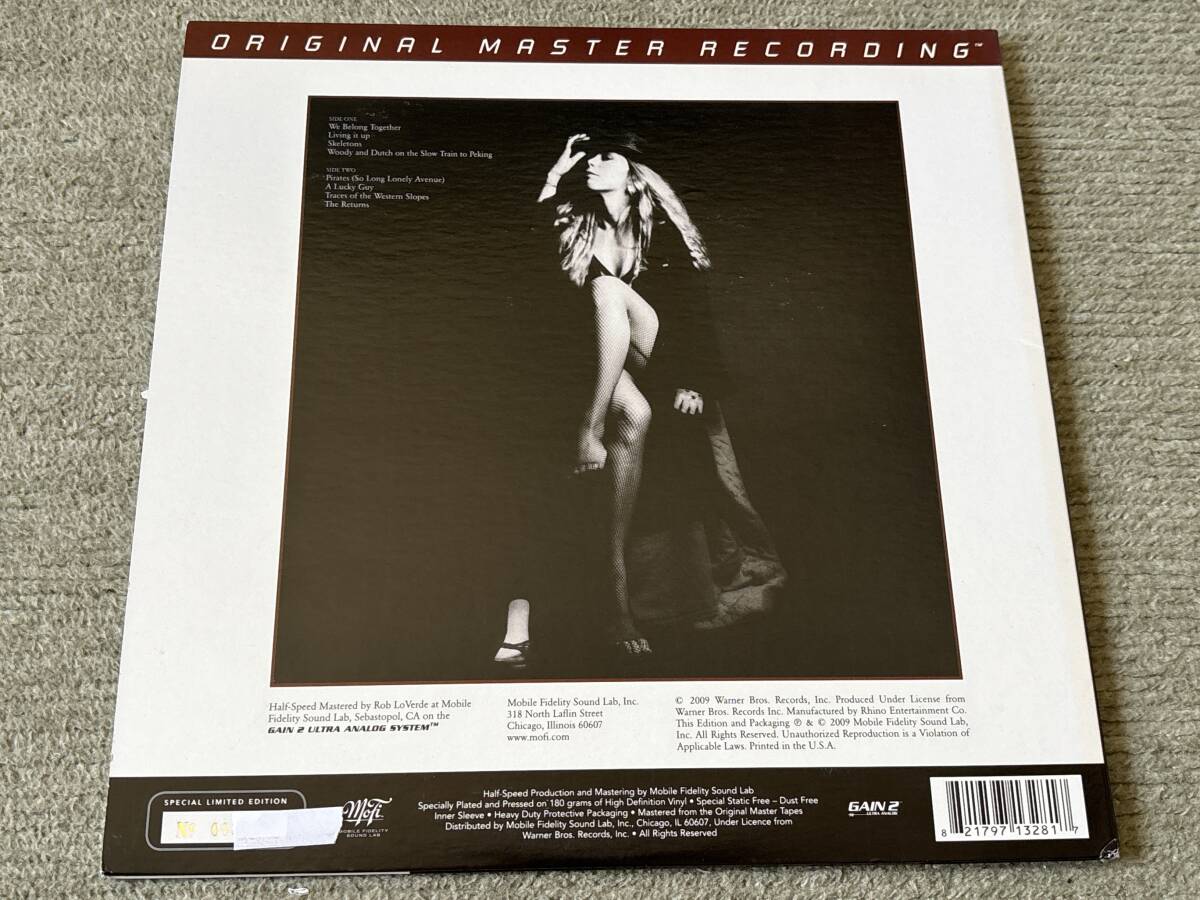 ORIGINAL MASTER RECORDING™
SIDE ONE
We Belong Together
Living it up
Skeletons
Woody and Dutch on the Slow Train to Peking
SIDE TWO
Pirates (So Long Lonely Avenue)
A Lucky Guy
Traces of the Western Slopes
The Returns
Half-Speed Mastered by Rob LoVerde at Mobile
Fidelity Sound Lab, Sebastopol, CA on the
GAIN 2 ULTRA ANALOG SYSTEM™
Mobile Fidelity Sound Lab, Inc.
318 North Laflin Street
Chicago, Illinois 60607
www.mofi.com
© 2009 Warner Bros. Records, Inc. Produced Under License from
Warner Bros. Records Inc. Manufactured by Rhino Entertainment Co.
This Edition and Packaging ℗ & © 2009 Mobile Fidelity Sound Lab,
Inc. All Rights Reserved. Unauthorized Reproduction is a Violation of
Applicable Laws. Printed in the U.S.A.
SPECIAL LIMITED EDITION
Nº 00
MoFi
MOBILE FIDELITY
SOUND LAB
Half-Speed Production and Mastering by Mobile Fidelity Sound Lab
Specially Plated and Pressed on 180 grams of High Definition Vinyl • Special Static Free – Dust Free
Inner Sleeve • Heavy Duty Protective Packaging • Mastered from the Original Master Tapes
Distributed by Mobile Fidelity Sound Lab, Inc., Chicago, IL 60607, Under License from
Warner Bros. Records, Inc. • All Rights Reserved
GAIN 2™
ULTRA ANALOG
8 21797 13281 7